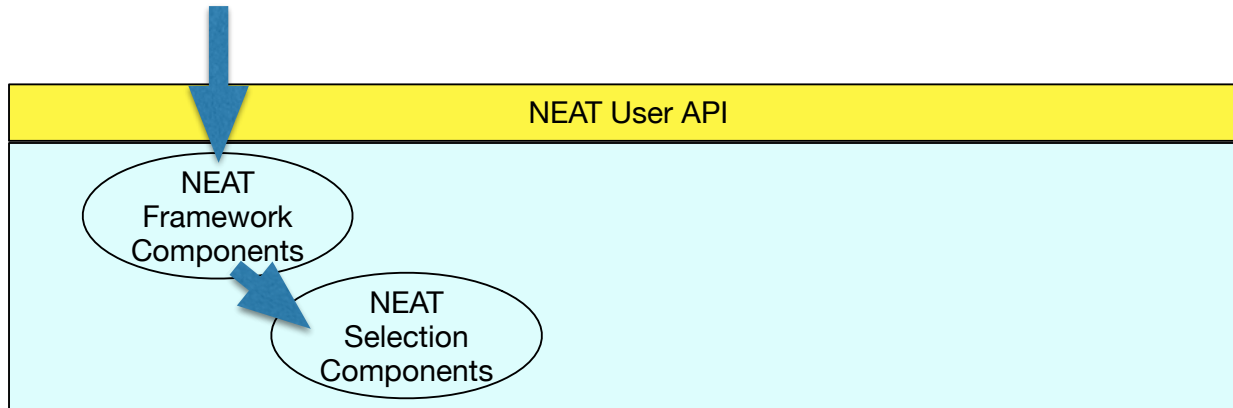 NEAT User API
NEAT
Framework
Components
NEAT
Selection
Components